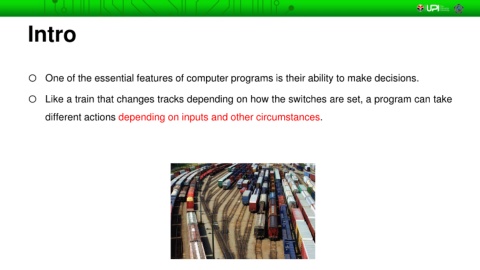 UPI
Intro
One of the essential features of computer programs is their ability to make decisions.
Like a train that changes tracks depending on how the switches are set, a program can take
different actions depending on inputs and other circumstances.